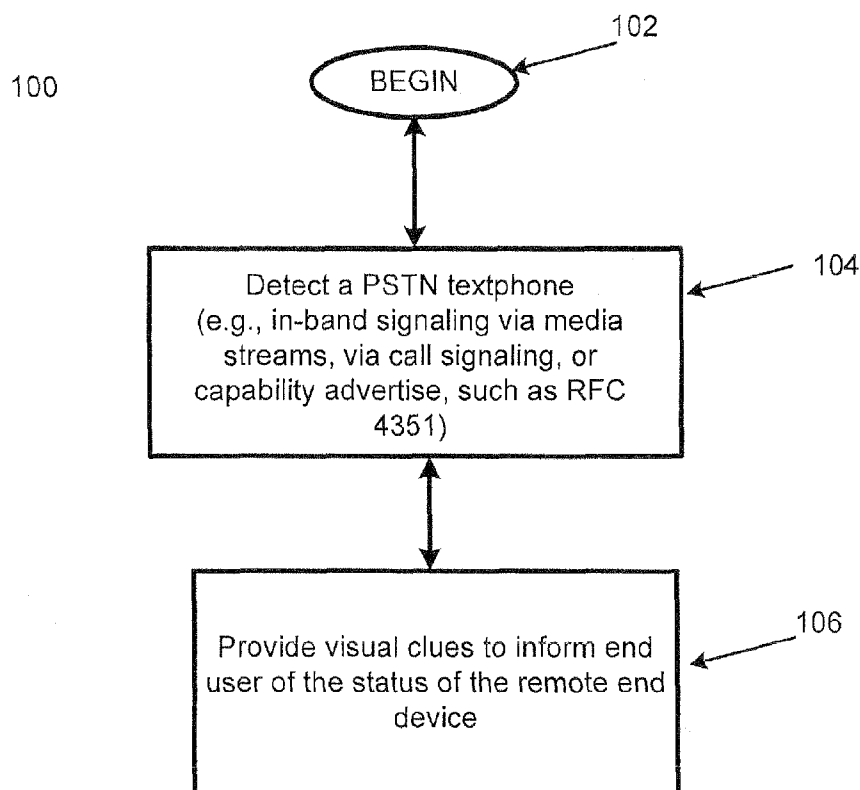 102
100
BEGIN
104
Detect a PSTN textphone
(e.g., in-band signaling via media
streams, via call signaling, or
capability advertise, such as RFC
4351)
106
Provide visual clues to inform end
user of the status of the remote end
device